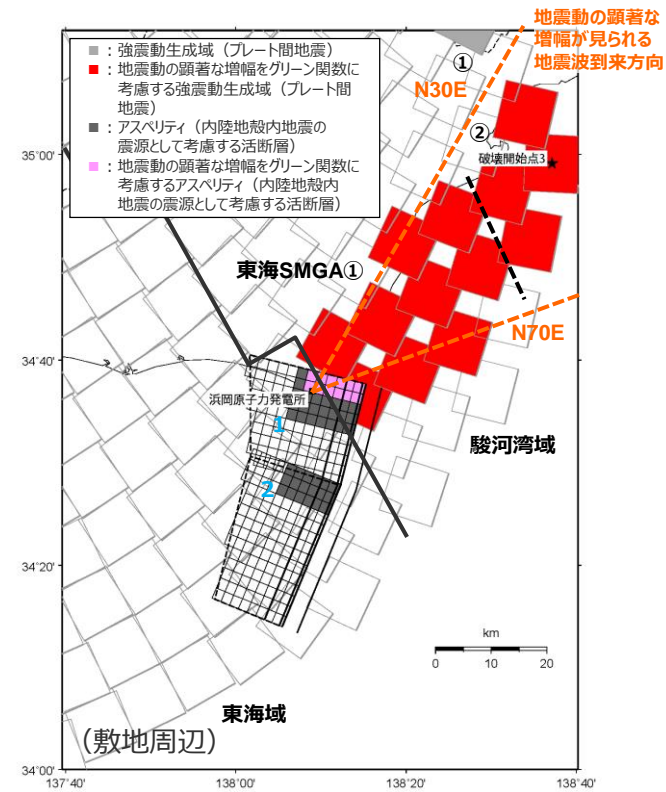 地震動の顕著な
増幅が見られる
地震波到来方向
■：強震動生成域（プレート間地震）
■：地震動の顕著な増幅をグリーン関数に
考慮する強震動生成域（プレート間
地震）
■：アスペリティ（内陸地殻内地震の
震源として考慮する活断層）
■：地震動の顕著な増幅をグリーン関数に
考慮するアスペリティ（内陸地殻内
地震の震源として考慮する活断層）
①
N30E
②
破壊開始点3
35°00'
東海SMGA①
N70E
34°40'
浜岡原子力発電所
1
駿河湾域
2
34°20'
km
0 10 20
東海域
（敷地周辺）
34°00'
137°40' 138°00' 138°20' 138°40'